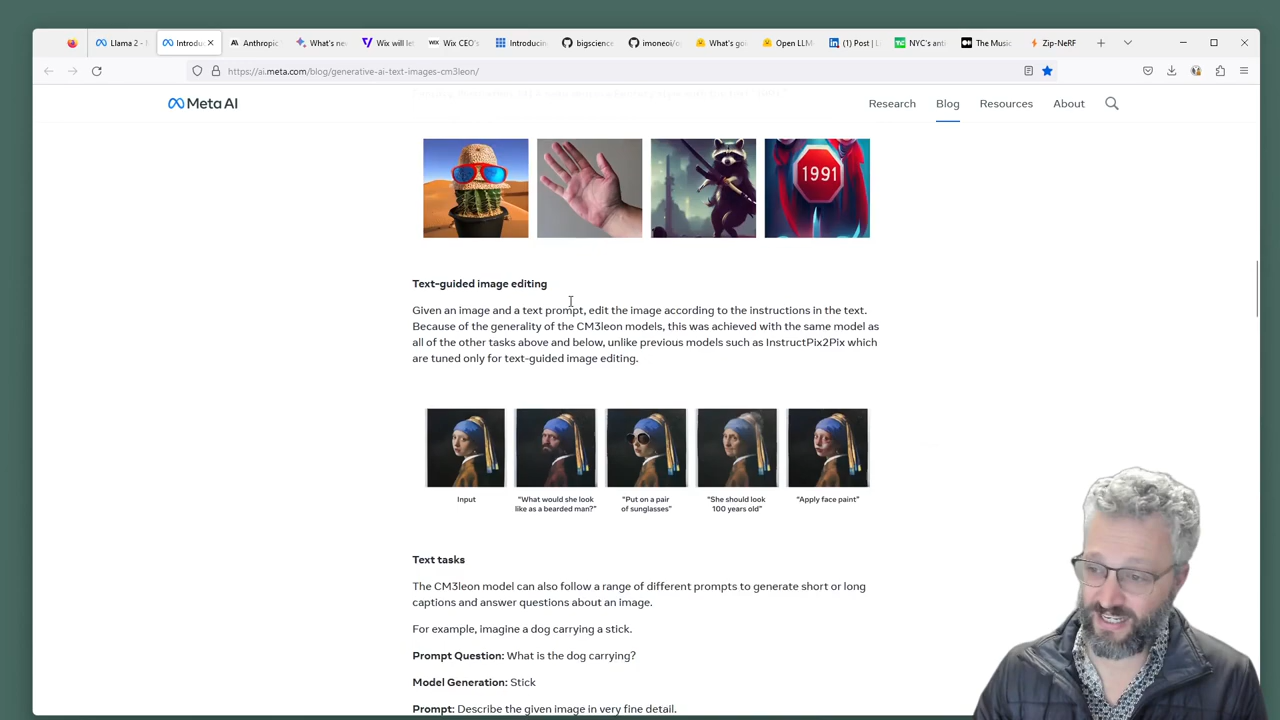 Llama 2 -
Introdu
Anthropic
What's new
Wix will let
Wix CEO's
Introducing
bigscience
imoneoi/o
What's goi
Open LLM
(1) Post | L
NYC's anti
The Music
Zip-NeRF
https://ai.meta.com/blog/generative-ai-text-images-cm3leon/
Meta AI
Research
Blog
Resources
About
1991
Text-guided image editing
Given an image and a text prompt, edit the image according to the instructions in the text.
Because of the generality of the CM3leon models, this was achieved with the same model as
all of the other tasks above and below, unlike previous models such as InstructPix2Pix which
are tuned only for text-guided image editing.
Input
"What would she look
like as a bearded man?"
"Put on a pair
of sunglasses"
"She should look
100 years old"
"Apply face paint"
Text tasks
The CM3leon model can also follow a range of different prompts to generate short or long
captions and answer questions about an image.
For example, imagine a dog carrying a stick.
Prompt Question: What is the dog carrying?
Model Generation: Stick
Prompt: Describe the given image in very fine detail.